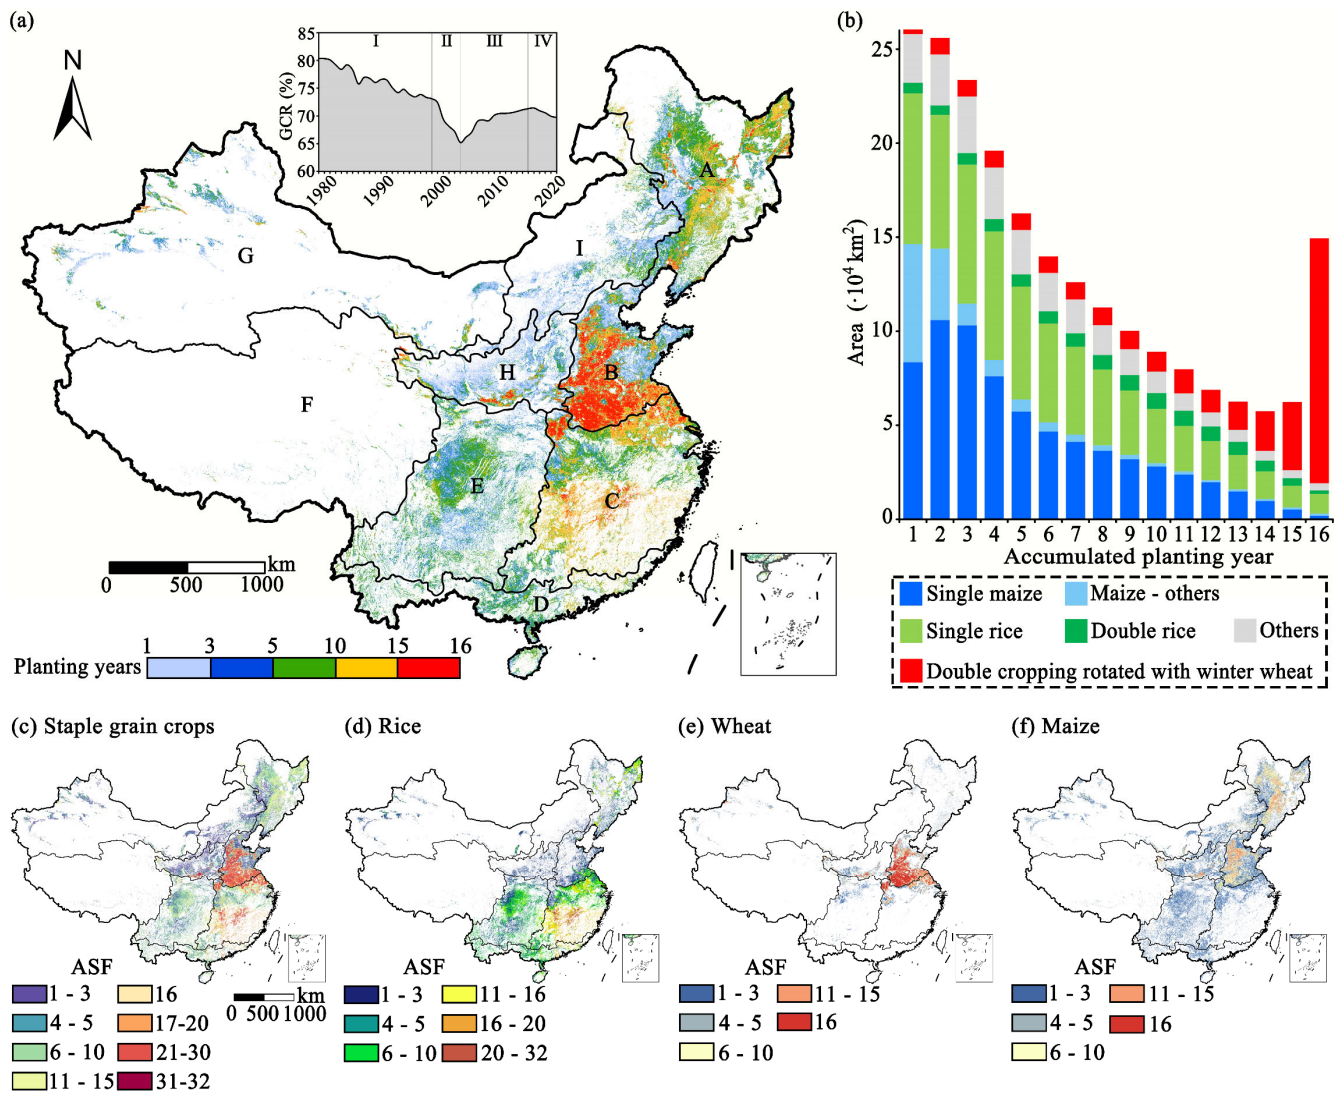 (a)
N
85
80
75
70
65
60
GCR (%)
I II III IV
1980 1990 2000 2010 2020
A
B
C
D
E
F
G
H
I
km
0 500 1000
1 3 5 10 15 16
Planting years
(b)
25
20
15
10
5
0
Area (·10⁴ km²)
1 2 3 4 5 6 7 8 9 10 11 12 13 14 15 16
Accumulated planting year
Single maize Maize - others
Single rice Double rice Others
Double cropping rotated with winter wheat
(c) Staple grain crops
ASF
1 - 3 16
4 - 5 17-20
6 - 10 21-30
11 - 15 31-32
km
0 500 1000
(d) Rice
ASF
1 - 3 11 - 16
4 - 5 16 - 20
6 - 10 20 - 32
(e) Wheat
ASF
1 - 3 11 - 15
4 - 5 16
6 - 10
(f) Maize
ASF
1 - 3 11 - 15
4 - 5 16
6 - 10